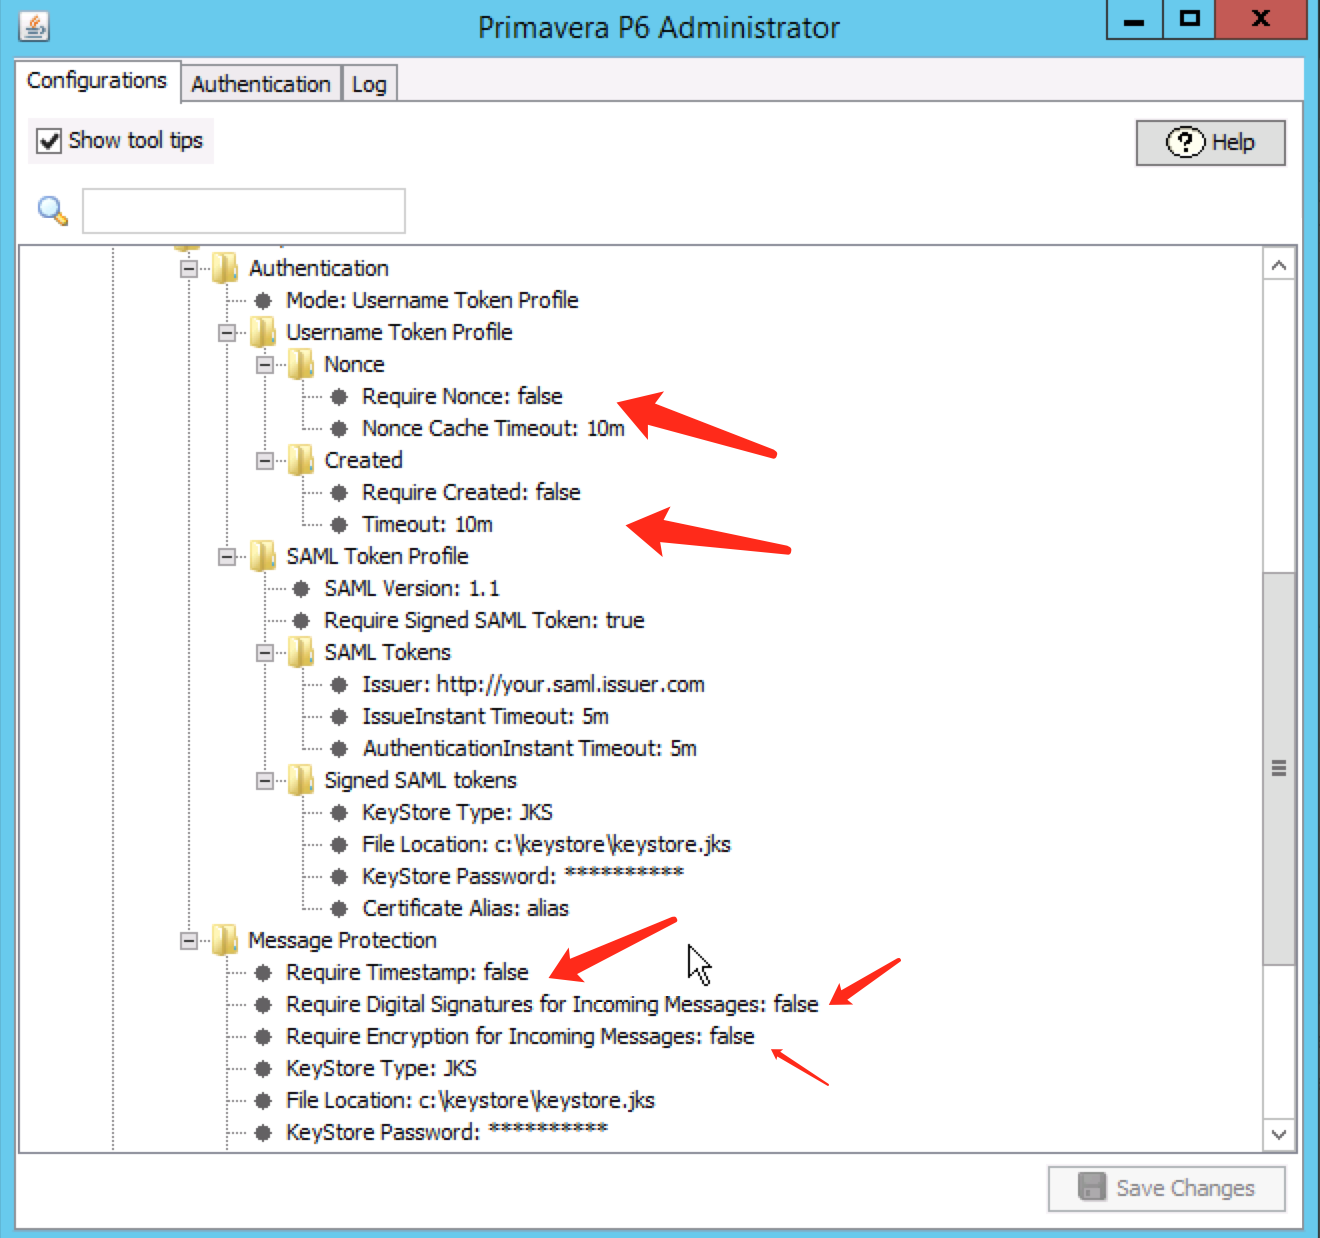 Primavera P6 Administrator
Configurations
Authentication
Log
Show tool tips
Help
Authentication
Mode: Username Token Profile
Username Token Profile
Nonce
Require Nonce: false
Nonce Cache Timeout: 10m
Created
Require Created: false
Timeout: 10m
SAML Token Profile
SAML Version: 1.1
Require Signed SAML Token: true
SAML Tokens
Issuer: http://your.saml.issuer.com
IssueInstant Timeout: 5m
AuthenticationInstant Timeout: 5m
Signed SAML tokens
KeyStore Type: JKS
File Location: c:\keystore\keystore.jks
KeyStore Password: **********
Certificate Alias: alias
Message Protection
Require Timestamp: false
Require Digital Signatures for Incoming Messages: false
Require Encryption for Incoming Messages: false
KeyStore Type: JKS
File Location: c:\keystore\keystore.jks
KeyStore Password: **********
Save Changes